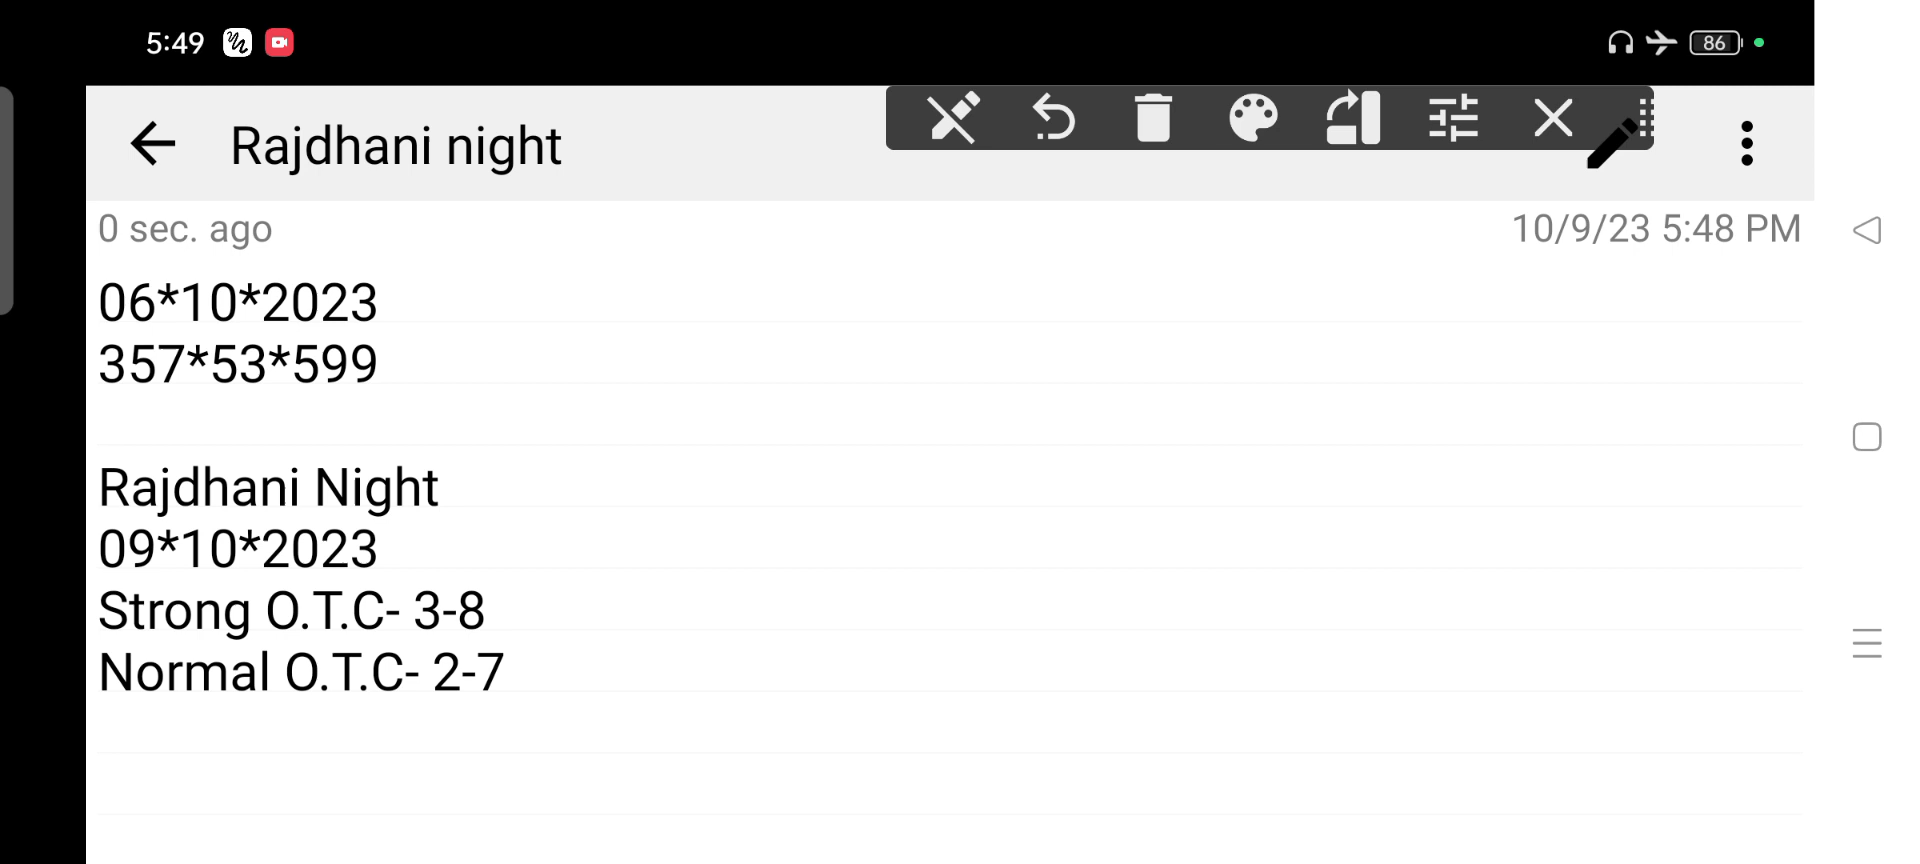 5:49
86
Rajdhani night
0 sec. ago
10/9/23 5:48 PM
06*10*2023
357*53*599
Rajdhani Night
09*10*2023
Strong O.T.C- 3-8
Normal O.T.C- 2-7